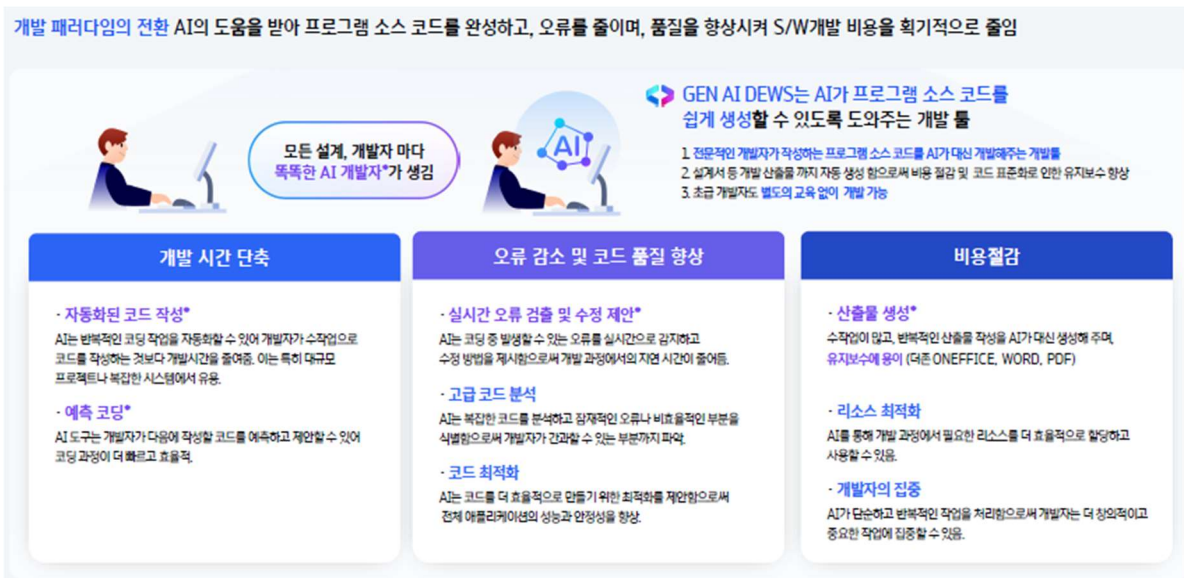 개발 패러다임의 전환 AI의 도움을 받아 프로그램 소스 코드를 완성하고, 오류를 줄이며, 품질을 향상시켜 S/W개발 비용을 획기적으로 줄임
모든 설계, 개발자 마다
똑똑한 AI 개발자*가 생김
AI
GEN AI DEWS는 AI가 프로그램 소스 코드를
쉽게 생성할 수 있도록 도와주는 개발 툴
1. 전문적인 개발자가 작성하는 프로그램 소스 코드를 AI가 대신 개발해주는 개발툴
2. 설계서 등 개발 산출물 까지 자동 생성 함으로써 비용 절감 및 코드 표준화로 인한 유지보수 향상
3. 초급 개발자도 별도의 교육 없이 개발 가능
개발 시간 단축
· 자동화된 코드 작성*
AI는 반복적인 코딩 작업을 자동화할 수 있어 개발자가 수작업으로
코드를 작성하는 것보다 개발시간을 줄여줌. 이는 특히 대규모
프로젝트나 복잡한 시스템에서 유용.
· 예측 코딩*
AI 도구는 개발자가 다음에 작성할 코드를 예측하고 제안할 수 있어
코딩 과정이 더 빠르고 효율적.
오류 감소 및 코드 품질 향상
· 실시간 오류 검출 및 수정 제안*
AI는 코딩 중 발생할 수 있는 오류를 실시간으로 감지하고
수정 방법을 제시함으로써 개발 과정에서의 지연 시간이 줄어듬.
· 고급 코드 분석
AI는 복잡한 코드를 분석하고 잠재적인 오류나 비효율적인 부분을
식별함으로써 개발자가 간과할 수 있는 부분까지 파악.
· 코드 최적화
AI는 코드를 더 효율적으로 만들기 위한 최적화를 제안함으로써
전체 애플리케이션의 성능과 안정성을 향상.
비용절감
· 산출물 생성*
수작업이 많고, 반복적인 산출물 작성을 AI가 대신 생성해 주며,
유지보수에 용이 (더존 ONEFFICE, WORD, PDF)
· 리소스 최적화
AI를 통해 개발 과정에서 필요한 리소스를 더 효율적으로 할당하고
사용할 수 있음.
· 개발자의 집중
AI가 단순하고 반복적인 작업을 처리함으로써 개발자는 더 창의적이고
중요한 작업에 집중할 수 있음.